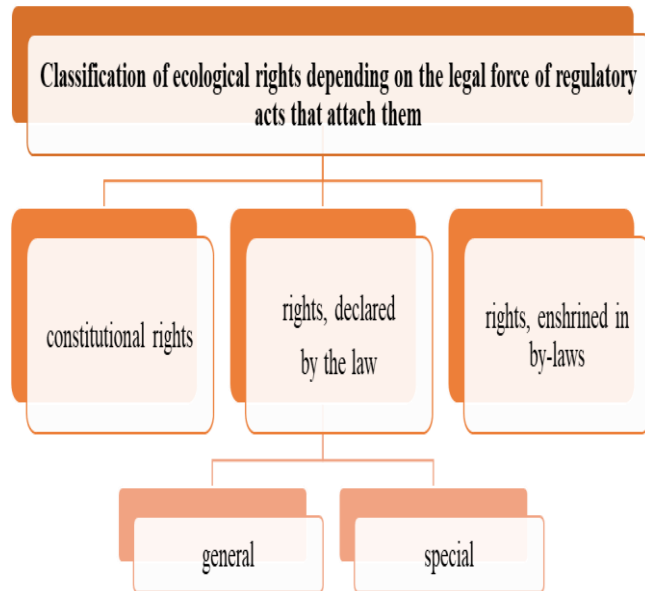 Classification of ecological rights depending on the legal force of regulatory
acts that attach them
constitutional rights
rights, declared
by the law
rights, enshrined in
by-laws
general
special